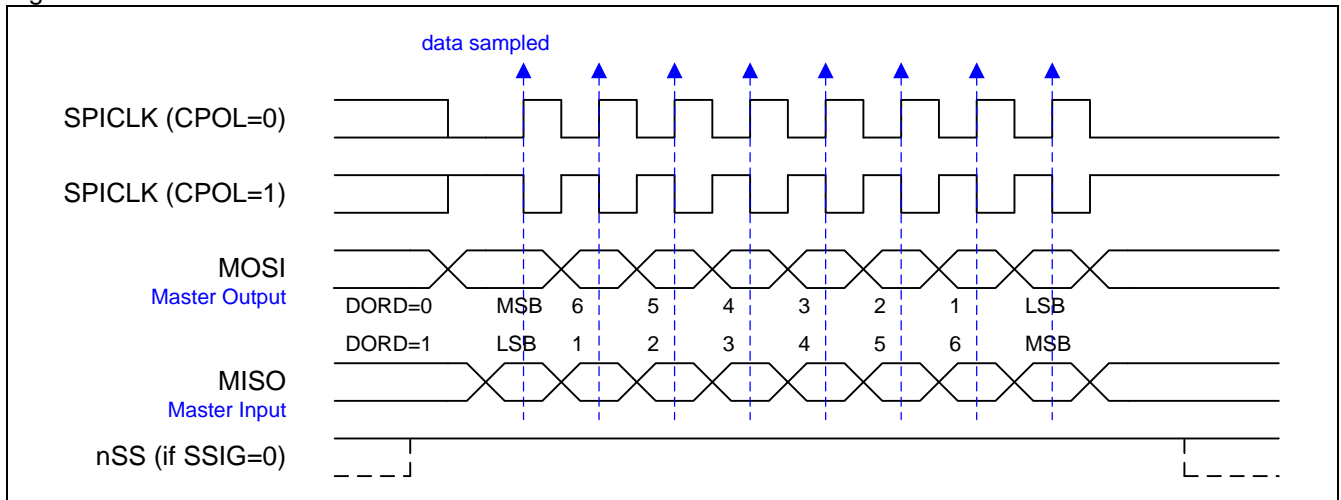 data sampled
SPICLK (CPOL=0)
SPICLK (CPOL=1)
MOSI
Master Output
DORD=0 MSB 6 5 4 3 2 1 LSB
DORD=1 LSB 1 2 3 4 5 6 MSB
MISO
Master Input
nSS (if SSIG=0)